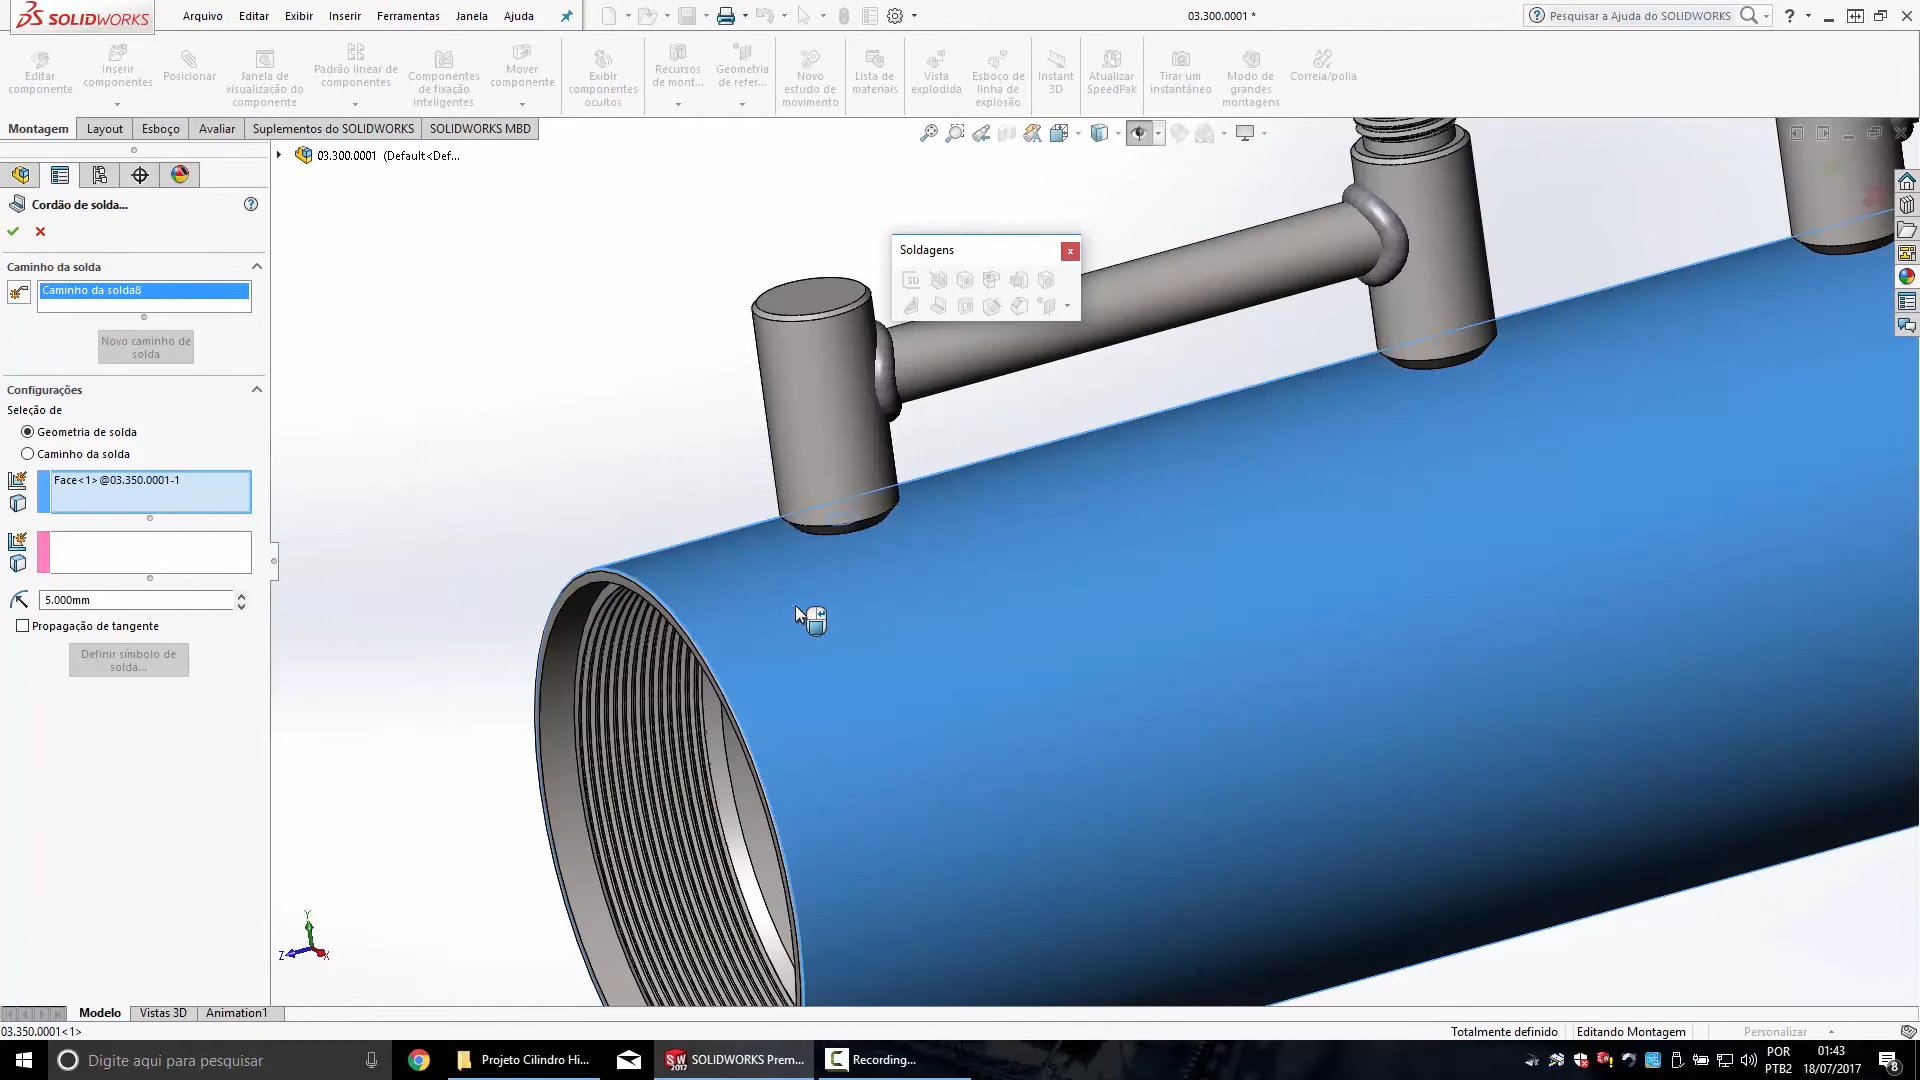 SOLIDWORKS
Arquivo Editar Exibir Inserir Ferramentas Janela Ajuda
03.300.0001 *
Pesquisar a Ajuda do SOLIDWORKS
Editar componente
Inserir componentes
Posicionar
Janela de visualização do componente
Padrão linear de componentes
Componentes de fixação inteligentes
Mover componente
Exibir componentes ocultos
Recursos de mont...
Geometria de refer...
Novo estudo de movimento
Lista de materiais
Vista explodida
Esboço de linha de explosão
Instant 3D
Atualizar SpeedPak
Tirar um instantâneo
Modo de grandes montagens
Correia/polia
Montagem Layout Esboço Avaliar Suplementos do SOLIDWORKS SOLIDWORKS MBD
03.300.0001 (Default<Def...
Cordão de solda...
Caminho da solda
Caminho da solda8
Novo caminho de
solda
Configurações
Seleção de
Geometria de solda
Caminho da solda
Face<1>@03.350.0001-1
5.000mm
Propagação de tangente
Definir símbolo de
solda...
Soldagens
3D
Y
Z
X
Modelo Vistas 3D Animation1
03.350.0001<1>
Totalmente definido Editando Montagem Personalizar
Digite aqui para pesquisar
Projeto Cilindro Hi...
SOLIDWORKS Prem...
Recording...
POR
PTB2
01:43
18/07/2017
8